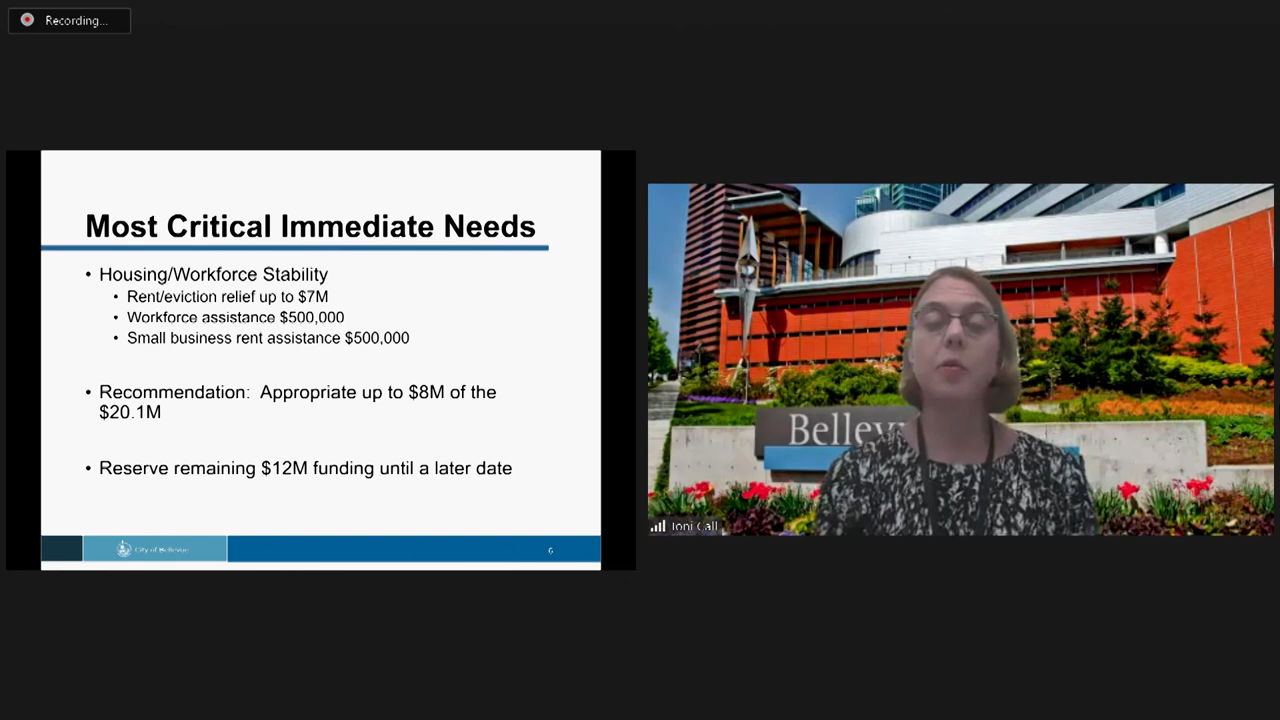 Recording...
Most Critical Immediate Needs
• Housing/Workforce Stability
• Rent/eviction relief up to $7M
• Workforce assistance $500,000
• Small business rent assistance $500,000
• Recommendation: Appropriate up to $8M of the
$20.1M
• Reserve remaining $12M funding until a later date
City of Bellevue
6
Bellev
Toni Call